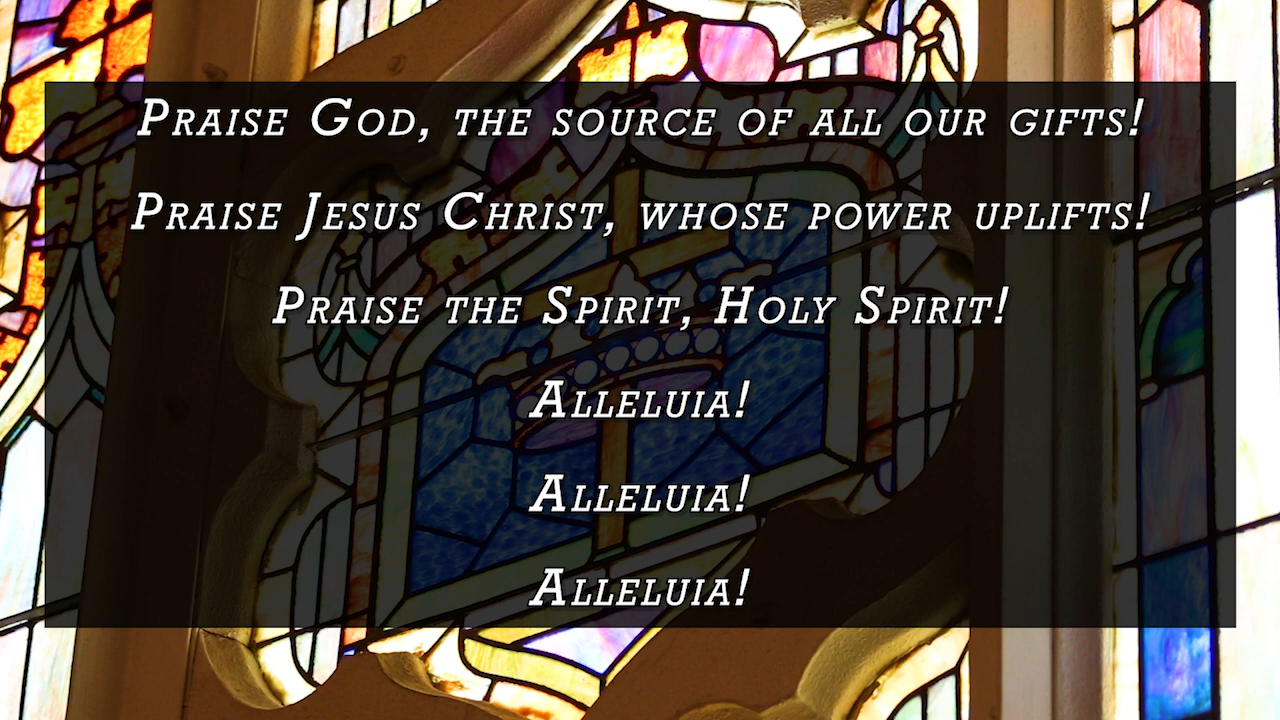 Praise God, the source of all our gifts!
Praise Jesus Christ, whose power uplifts!
Praise the Spirit, Holy Spirit!
Alleluia!
Alleluia!
Alleluia!